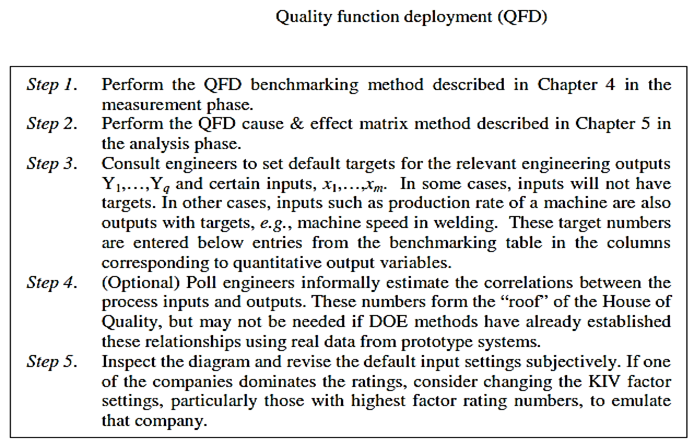 Quality function deployment (QFD)
Step 1. Perform the QFD benchmarking method described in Chapter 4 in the
measurement phase.
Step 2. Perform the QFD cause & effect matrix method described in Chapter 5 in
the analysis phase.
Step 3. Consult engineers to set default targets for the relevant engineering outputs
Y₁,…,Y_q and certain inputs, x₁,…,x_m. In some cases, inputs will not have
targets. In other cases, inputs such as production rate of a machine are also
outputs with targets, e.g., machine speed in welding. These target numbers
are entered below entries from the benchmarking table in the columns
corresponding to quantitative output variables.
Step 4. (Optional) Poll engineers informally estimate the correlations between the
process inputs and outputs. These numbers form the “roof” of the House of
Quality, but may not be needed if DOE methods have already established
these relationships using real data from prototype systems.
Step 5. Inspect the diagram and revise the default input settings subjectively. If one
of the companies dominates the ratings, consider changing the KIV factor
settings, particularly those with highest factor rating numbers, to emulate
that company.